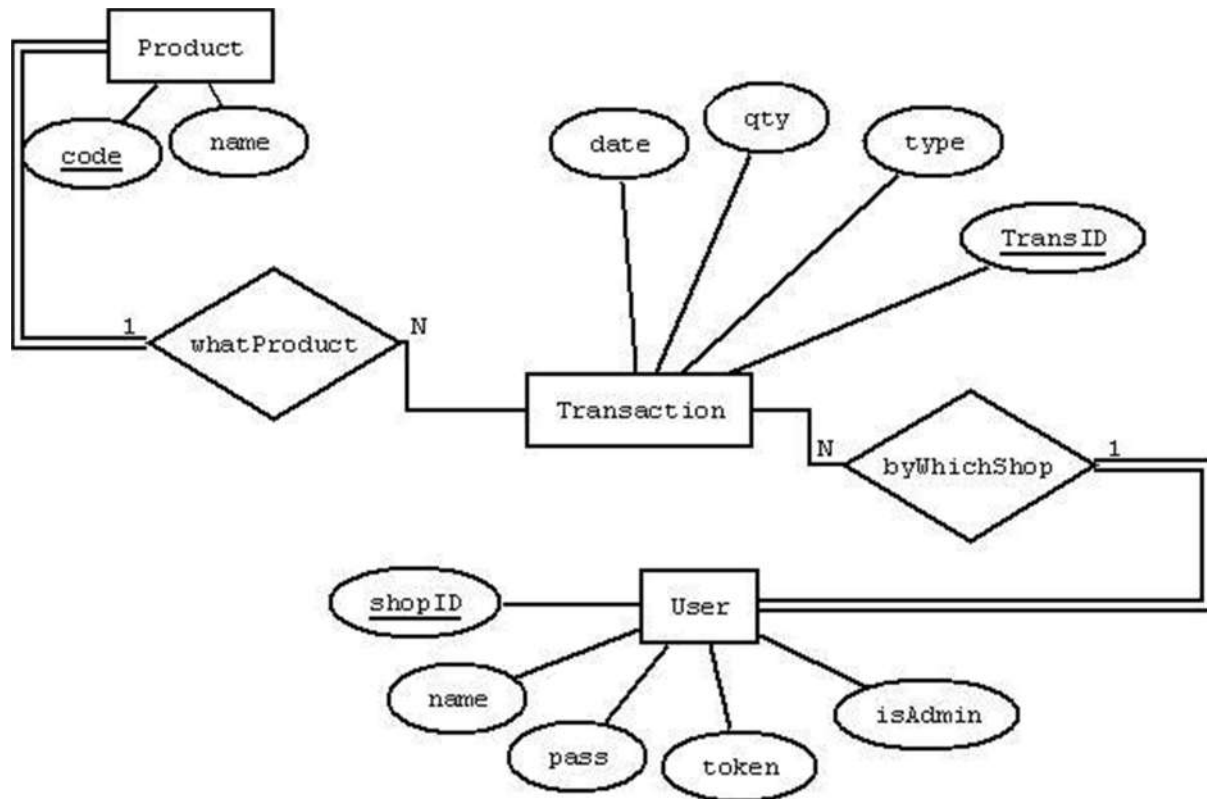 Product
code
name
date
qty
type
TransID
1
whatProduct
N
Transaction
N
byWhichShop
1
shopID
User
name
pass
token
isAdmin